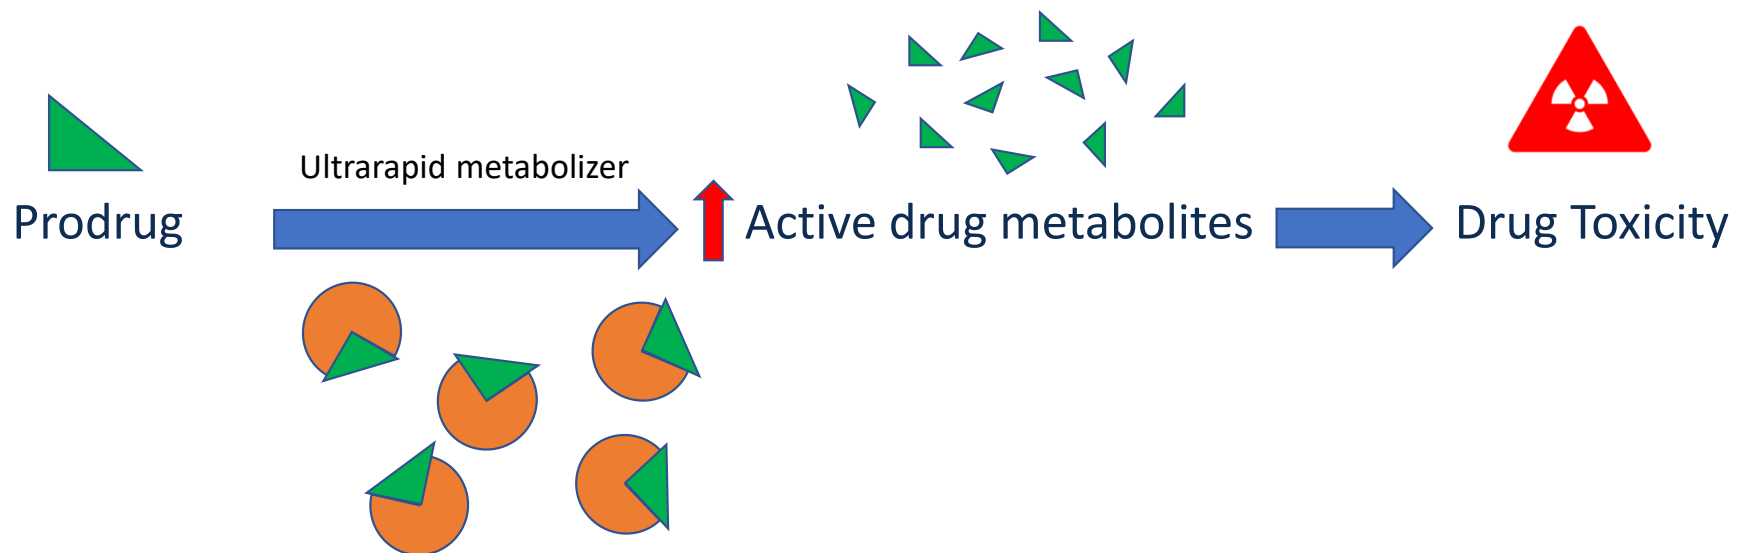 Ultrarapid metabolizer
Prodrug
Active drug metabolites
Drug Toxicity